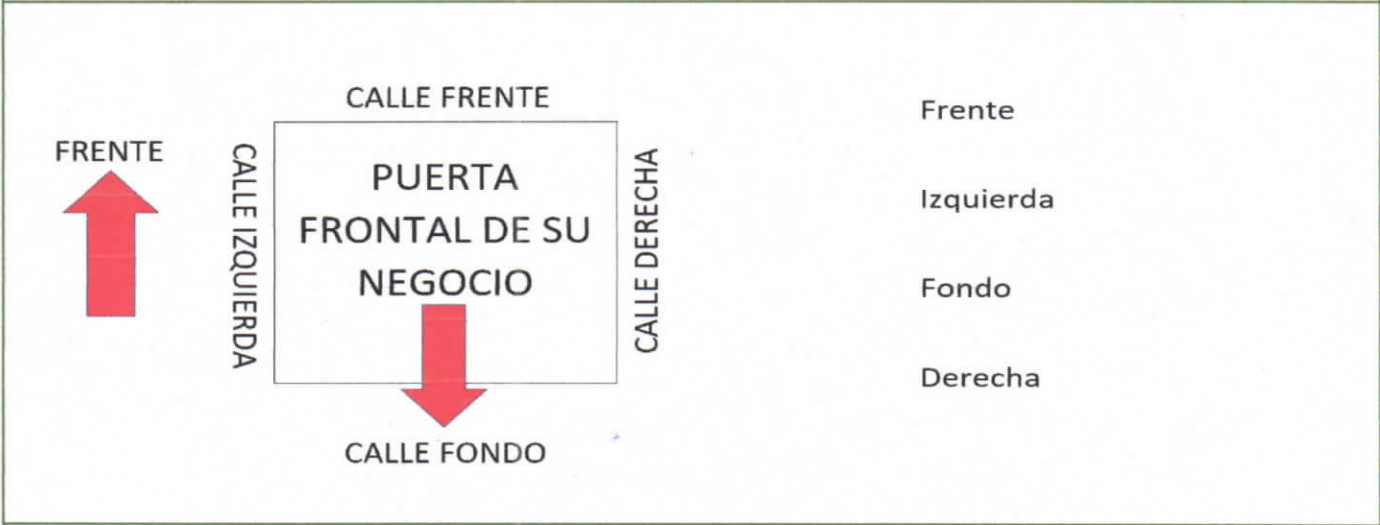 CALLE FRENTE
FRENTE
CALLE IZQUIERDA
PUERTA
FRONTAL DE SU
NEGOCIO
CALLE DERECHA
CALLE FONDO
Frente
Izquierda
Fondo
Derecha